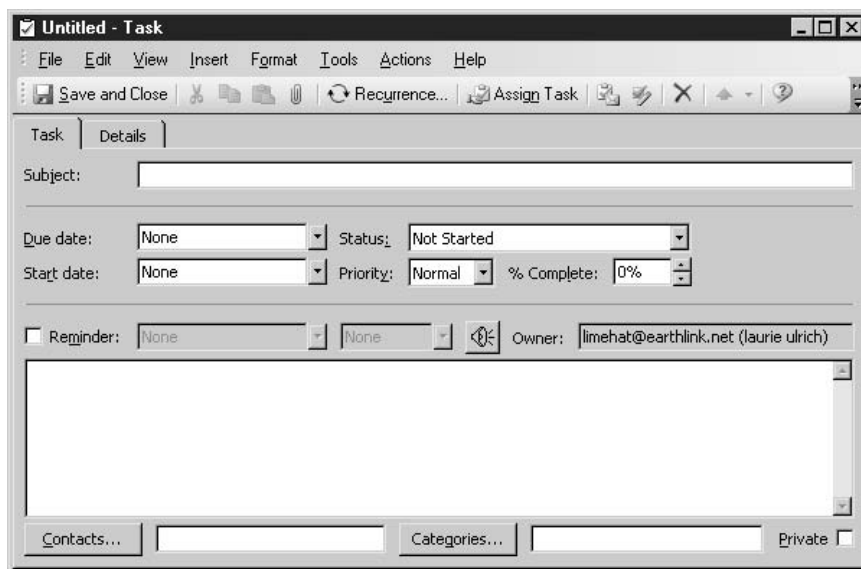 Untitled - Task
File Edit View Insert Format Tools Actions Help
Save and Close Recurrence... Assign Task
Task Details
Subject:
Due date: None Status: Not Started
Start date: None Priority: Normal % Complete: 0%
Reminder: None None Owner: limehat@earthlink.net (laurie ulrich)
Contacts... Categories... Private